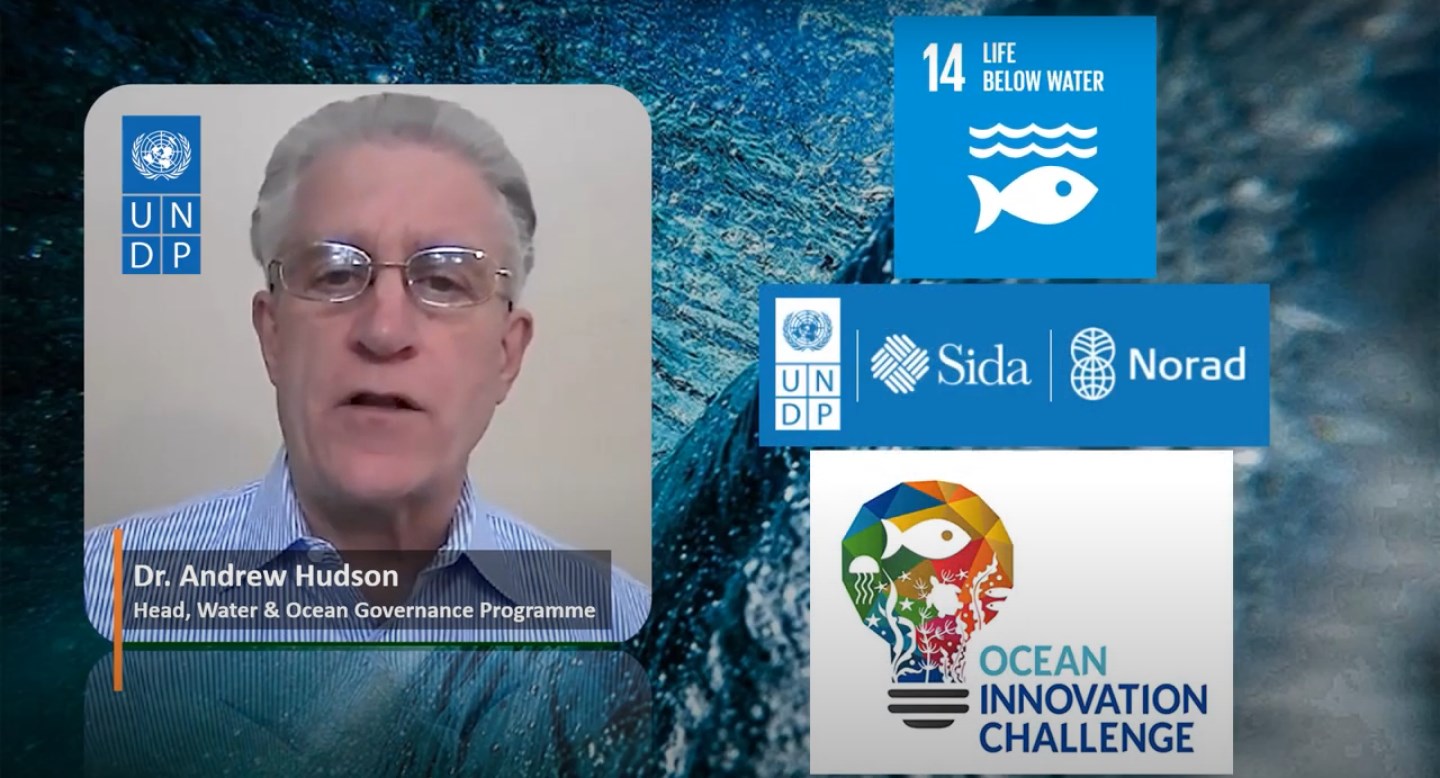 UN
DP
Dr. Andrew Hudson
Head, Water & Ocean Governance Programme
14 LIFE
BELOW WATER
UN
DP
Sida
Norad
OCEAN
INNOVATION
CHALLENGE